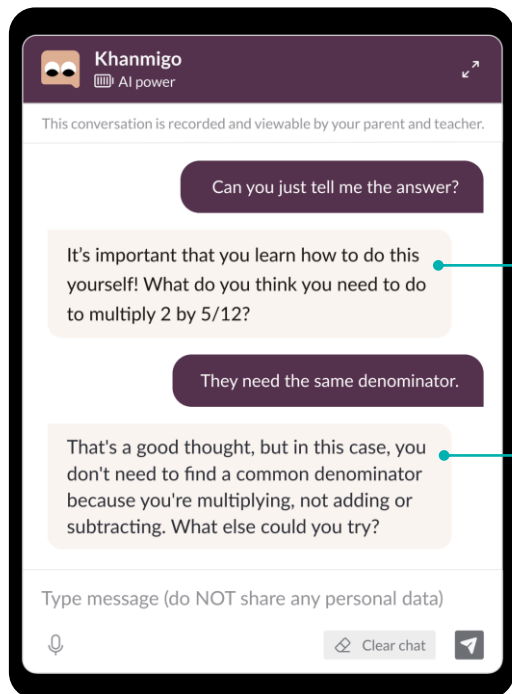 Khanmigo
AI power
This conversation is recorded and viewable by your parent and teacher.
Can you just tell me the answer?
It’s important that you learn how to do this
yourself! What do you think you need to do
to multiply 2 by 5/12?
They need the same denominator.
That's a good thought, but in this case, you
don't need to find a common denominator
because you're multiplying, not adding or
subtracting. What else could you try?
Type message (do NOT share any personal data)
Clear chat